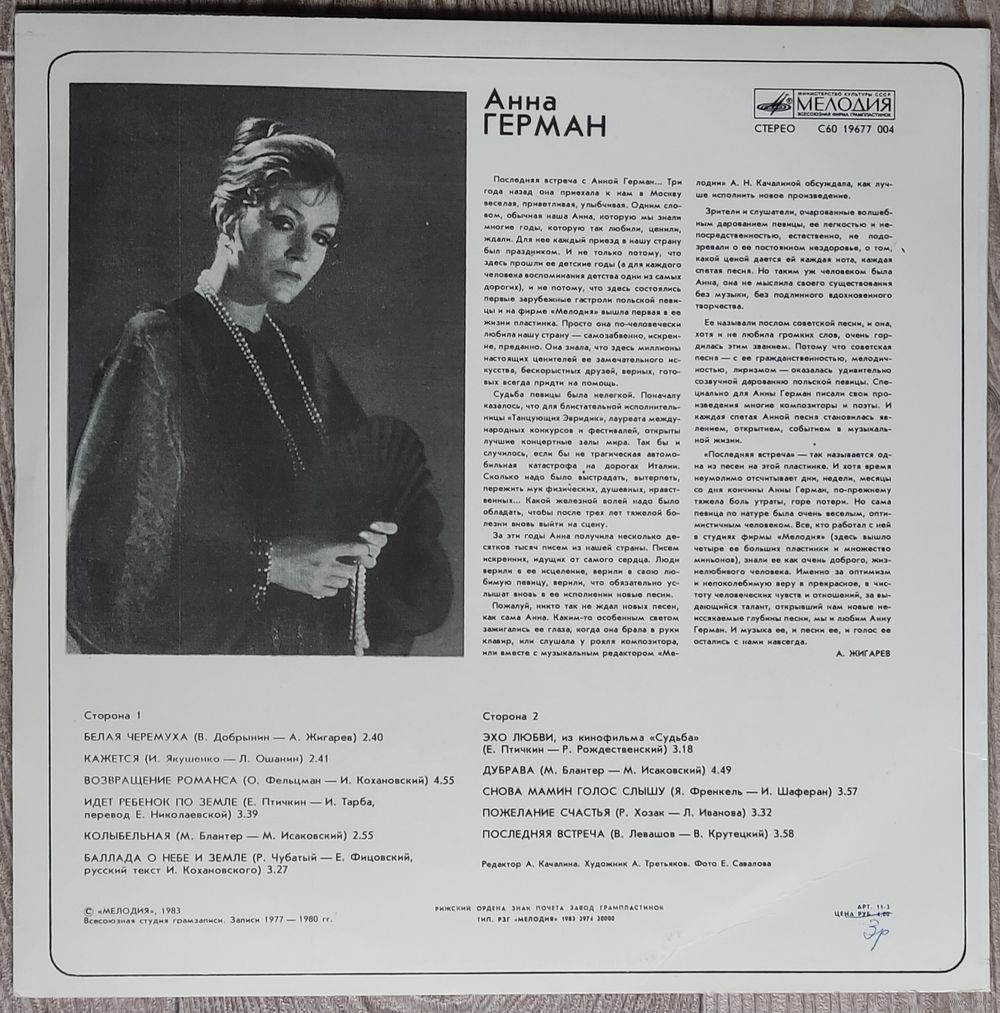 Анна
ГЕРМАН
МИНИСТЕРСТВО КУЛЬТУРЫ СССР
МЕЛОДИЯ
ВСЕСОЮЗНАЯ ФИРМА ГРАМПЛАСТИНОК
СТЕРЕО С60 19677 004
Последняя встреча с Анной Герман... Три
года назад она приехала к нам в Москву
веселая, приветливая, улыбчивая. Одним сло-
вом, обычная наша Анна, которую мы знали
многие годы, которую так любили, ценили,
ждали. Для нее каждый приезд в нашу страну
был праздником. И не только потому, что
здесь прошли ее детские годы (а для каждого
человека воспоминания детства одни из самых
дорогих), и не потому, что здесь состоялись
первые зарубежные гастроли польской певи-
цы и на фирме «Мелодия» вышла первая в ее
жизни пластинка. Просто она по-человечески
любила нашу страну — самозабвенно, искрен-
не, преданно. Она знала, что здесь миллионы
настоящих ценителей ее замечательного ис-
кусства, бескорыстных друзей, верных, гото-
вых всегда придти на помощь.
Судьба певицы была нелегкой. Поначалу
казалось, что для блистательной исполнитель-
ницы «Танцующих Эвридик», лауреата между-
народных конкурсов и фестивалей, открыты
лучшие концертные залы мира. Так бы и
случилось, если бы не трагическая автомо-
бильная катастрофа на дорогах Италии.
Сколько надо было выстрадать, вытерпеть,
пережить мук физических, душевных, нравст-
венных... Какой железной волей надо было
обладать, чтобы после трех лет тяжелой бо-
лезни вновь выйти на сцену.
За эти годы Анна получила несколько де-
сятков тысяч писем из нашей страны. Писем
искренних, идущих от самого сердца. Люди
верили в ее исцеление, верили в свою лю-
бимую певицу, верили, что обязательно ус-
лышат вновь в ее исполнении новые песни.
Пожалуй, никто так не ждал новых песен,
как сама Анна. Каким-то особенным светом
зажигались ее глаза, когда она брала в руки
клавир, или слушала у рояля композитора,
или вместе с музыкальным редактором «Ме-
лодии» А. Н. Качалиной обсуждала, как луч-
ше исполнить новое произведение.
Зрители и слушатели, очарованные волшеб-
ным дарованием певицы, ее легкостью и не-
посредственностью, естественно, не подо-
зревали о ее постоянном нездоровье, о том,
какой ценой дается ей каждая нота, каждая
спетая песня. Но таким уж человеком была
Анна, она не мыслила своего существования
без музыки, без подлинного вдохновенного
творчества.
Ее называли послом советской песни, и она,
хотя и не любила громких слов, очень гор-
дилась этим званием. Потому что советская
песня — с ее гражданственностью, мелодич-
ностью, лиризмом — оказалась удивительно
созвучной дарованию польской певицы. Спе-
циально для Анны Герман писали свои про-
изведения многие композиторы и поэты. И
каждая спетая Анной песня становилась яв-
лением, открытием, событием в музыкаль-
ной жизни.
«Последняя встреча» — так называется од-
на из песен на этой пластинке. И хотя время
неумолимо отсчитывает дни, недели, месяцы
со дня кончины Анны Герман, по-прежнему
тяжела боль утраты, горе потери. Но сама
певица по натуре была очень веселым, опти-
мистичным человеком. Все, кто работал с ней
в студиях фирмы «Мелодия» (здесь вышло
четыре ее больших пластинки и множество
миньонов), знали ее как очень доброго, жиз-
нелюбивого человека. Именно за оптимизм
и непоколебимую веру в прекрасное, в чис-
тоту человеческих чувств и отношений, за вы-
дающийся талант, открывший нам новые не-
иссякаемые глубины песни, мы и любим Анну
Герман. И музыка ее, и песни ее, и голос ее
остались с нами навсегда.
А. ЖИГАРЕВ
Сторона 1
БЕЛАЯ ЧЕРЕМУХА (В. Добрынин — А. Жигарев) 2.40
КАЖЕТСЯ (И. Якушенко — Л. Ошанин) 2.41
ВОЗВРАЩЕНИЕ РОМАНСА (О. Фельцман — И. Кохановский) 4.55
ИДЕТ РЕБЕНОК ПО ЗЕМЛЕ (Е. Птичкин — И. Тарба,
перевод Е. Николаевской) 3.39
КОЛЫБЕЛЬНАЯ (М. Блантер — М. Исаковский) 2.55
БАЛЛАДА О НЕБЕ И ЗЕМЛЕ (Р. Чубатый — Е. Фицовский,
русский текст И. Кохановского) 3.27
Сторона 2
ЭХО ЛЮБВИ, из кинофильма «Судьба»
(Е. Птичкин — Р. Рождественский) 3.18
ДУБРАВА (М. Блантер — М. Исаковский) 4.49
СНОВА МАМИН ГОЛОС СЛЫШУ (Я. Френкель — И. Шаферан) 3.57
ПОЖЕЛАНИЕ СЧАСТЬЯ (Р. Хозак — Л. Иванова) 3.32
ПОСЛЕДНЯЯ ВСТРЕЧА (В. Левашов — В. Крутецкий) 3.58
Редактор А. Качалина. Художник А. Третьяков. Фото Е. Савалова
© «МЕЛОДИЯ», 1983
Всесоюзная студия грамзаписи. Записи 1977 — 1980 гг.
РИЖСКИЙ ОРДЕНА ЗНАК ПОЧЕТА ЗАВОД ГРАМПЛАСТИНОК
ТИП. РЗГ «МЕЛОДИЯ» 1983 2974 20000
АРТ. 11-3
ЦЕНА РУБ.
3р